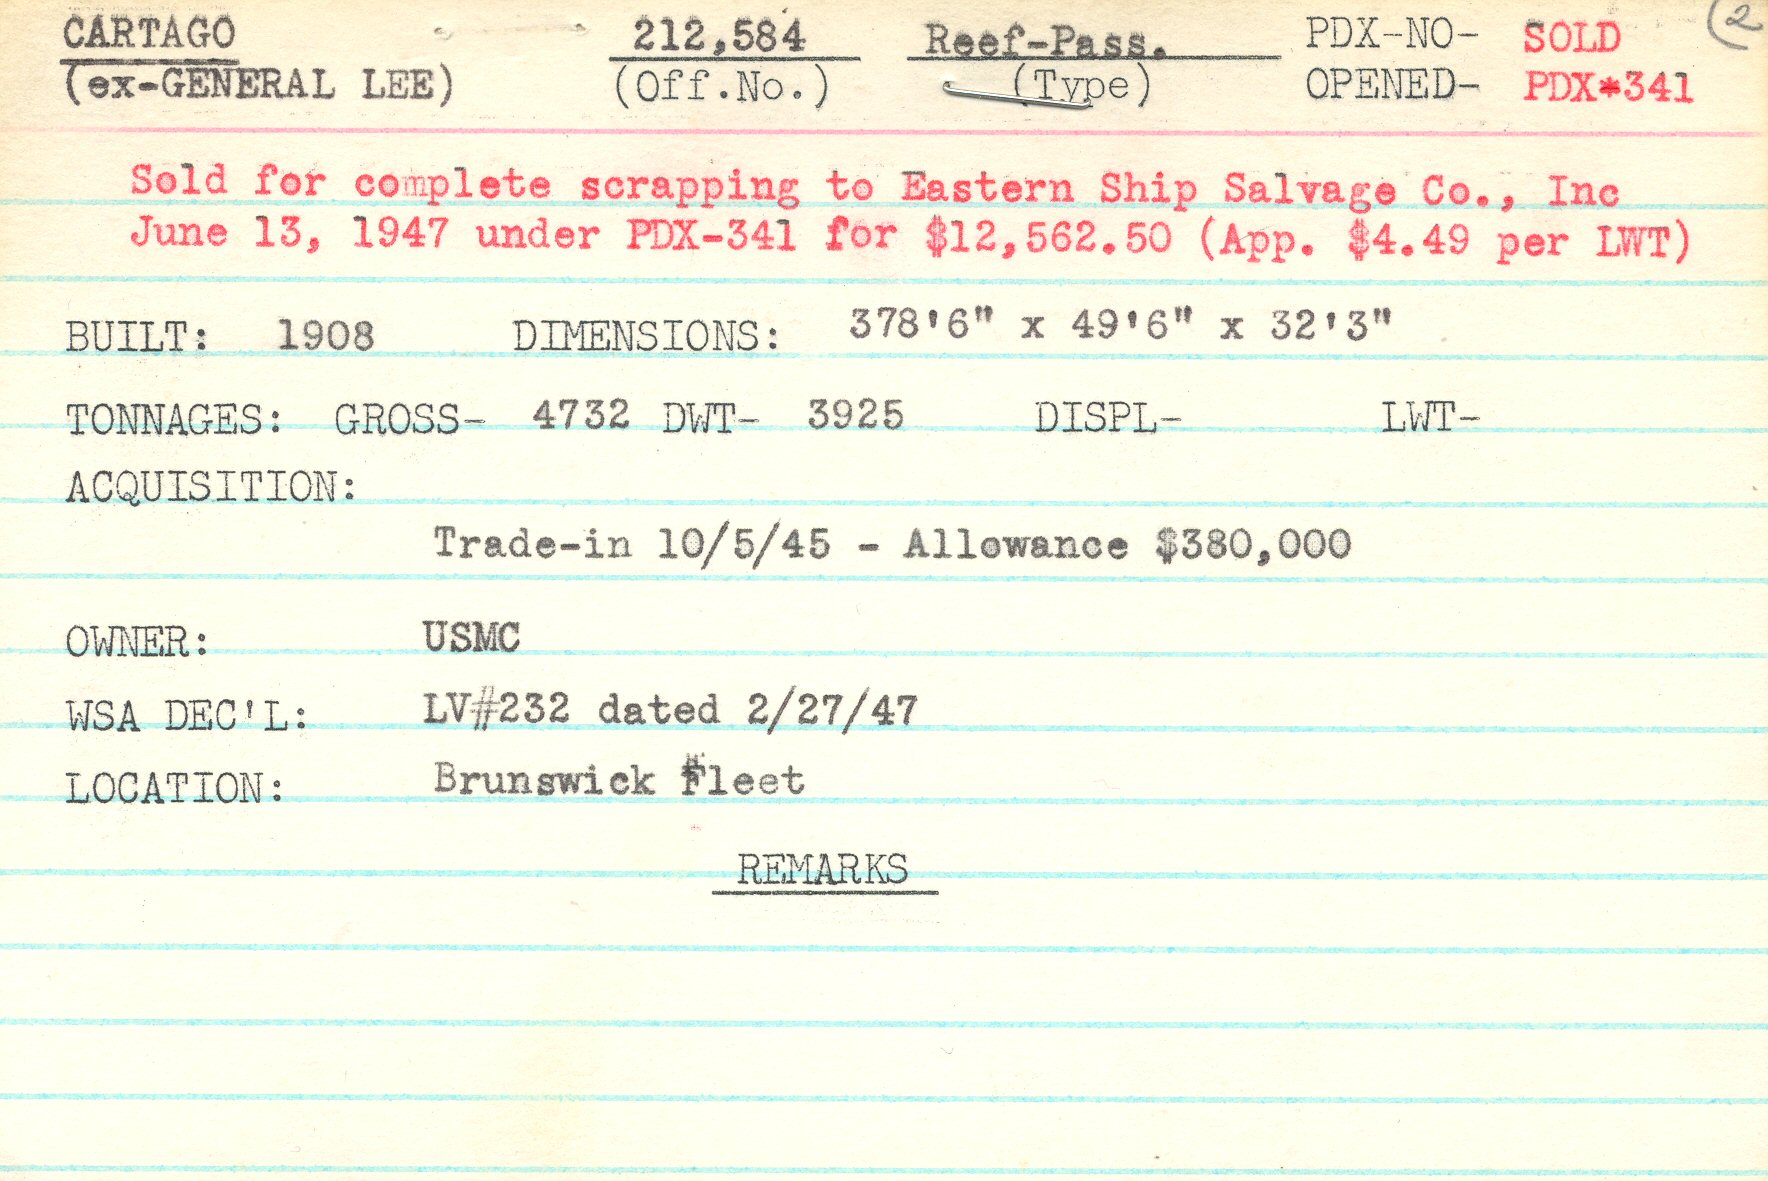 CARTAGO 212,584 Reef-Pass. PDX-NO- SOLD (2
(ex-GENERAL LEE) (Off.No.) (Type) OPENED- PDX*341
Sold for complete scrapping to Eastern Ship Salvage Co., Inc
June 13, 1947 under PDX-341 for $12,562.50 (App. $4.49 per LWT)
BUILT: 1908 DIMENSIONS: 378'6" x 49'6" x 32'3"
TONNAGES: GROSS- 4732 DWT- 3925 DISPL- LWT-
ACQUISITION:
Trade-in 10/5/45 - Allowance $380,000
OWNER: USMC
WSA DEC'L: LV#232 dated 2/27/47
LOCATION: Brunswick Fleet
REMARKS